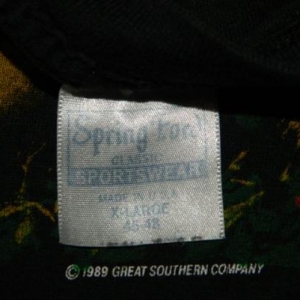 Spring Ford
CLASSIC
SPORTSWEAR
MADE IN U.S.A.
X-LARGE
46-48
© 1989 GREAT SOUTHERN COMPANY